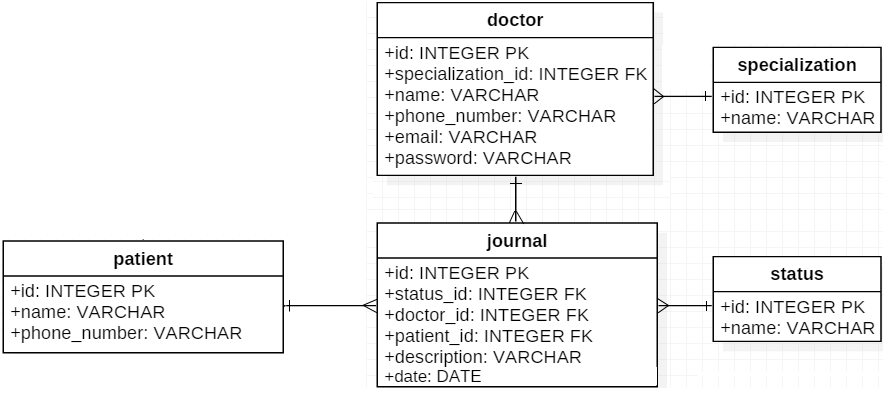 doctor
+id: INTEGER PK
+specialization_id: INTEGER FK
+name: VARCHAR
+phone_number: VARCHAR
+email: VARCHAR
+password: VARCHAR
specialization
+id: INTEGER PK
+name: VARCHAR
patient
+id: INTEGER PK
+name: VARCHAR
+phone_number: VARCHAR
journal
+id: INTEGER PK
+status_id: INTEGER FK
+doctor_id: INTEGER FK
+patient_id: INTEGER FK
+description: VARCHAR
+date: DATE
status
+id: INTEGER PK
+name: VARCHAR